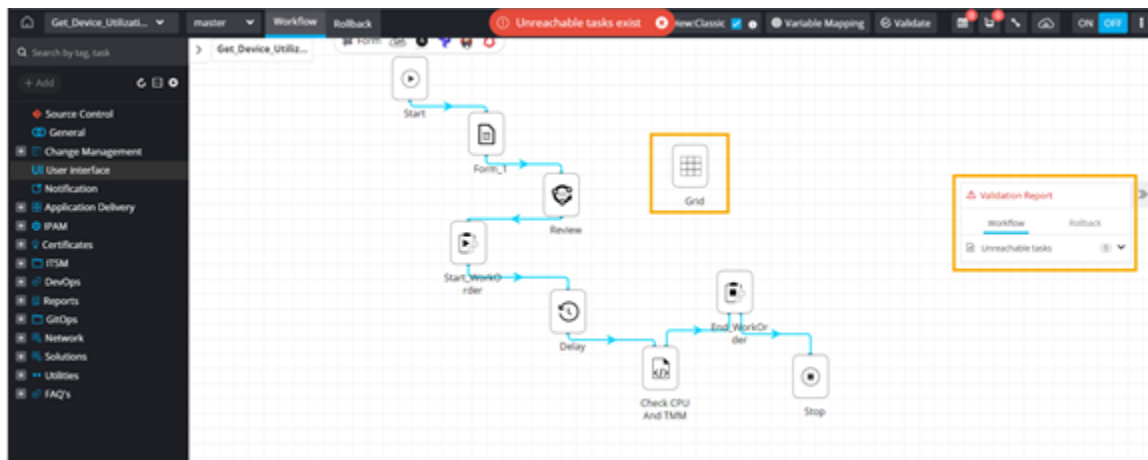 Get_Device_Utilizati...
master
Workflow
Rollback
Unreachable tasks exist
View:Classic
Variable Mapping
Validate
ON
OFF
Search by tag, task
Get_Device_Utiliz...
Form
+ Add
Source Control
General
Change Management
UI User interface
Notification
Application Delivery
IPAM
Certificates
ITSM
DevOps
Reports
GitOps
Network
Solutions
Utilities
FAQ's
Start
Form_1
Review
Start_WorkO
rder
Delay
Check CPU
And TMM
End_WorkOr
der
Stop
Grid
Validation Report
Workflow
Rollback
Unreachable tasks
1